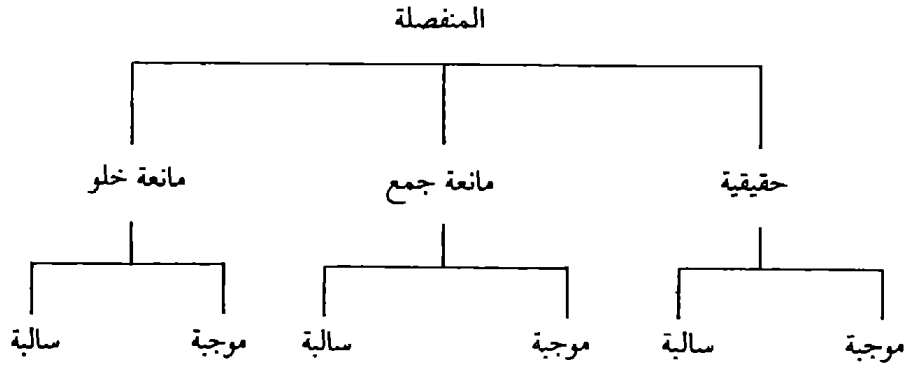 المنفصلة
حقيقية مانعة جمع مانعة خلو
موجبة سالبة موجبة سالبة موجبة سالبة